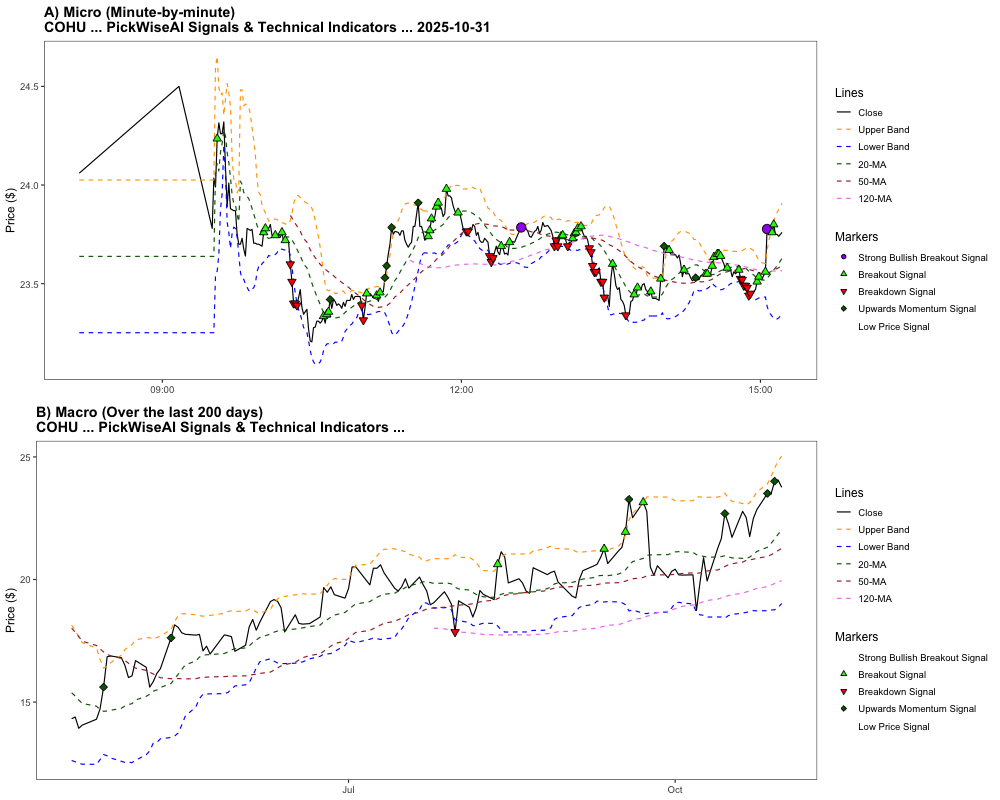 A) Micro (Minute-by-minute)
COHU ... PickWiseAI Signals & Technical Indicators ... 2025-10-31
Price ($)
24.5
24.0
23.5
09:00
12:00
15:00
Lines
Close
Upper Band
Lower Band
20-MA
50-MA
120-MA
Markers
Strong Bullish Breakout Signal
Breakout Signal
Breakdown Signal
Upwards Momentum Signal
Low Price Signal
B) Macro (Over the last 200 days)
COHU ... PickWiseAI Signals & Technical Indicators ...
Price ($)
25
20
15
Jul
Oct
Lines
Close
Upper Band
Lower Band
20-MA
50-MA
120-MA
Markers
Strong Bullish Breakout Signal
Breakout Signal
Breakdown Signal
Upwards Momentum Signal
Low Price Signal